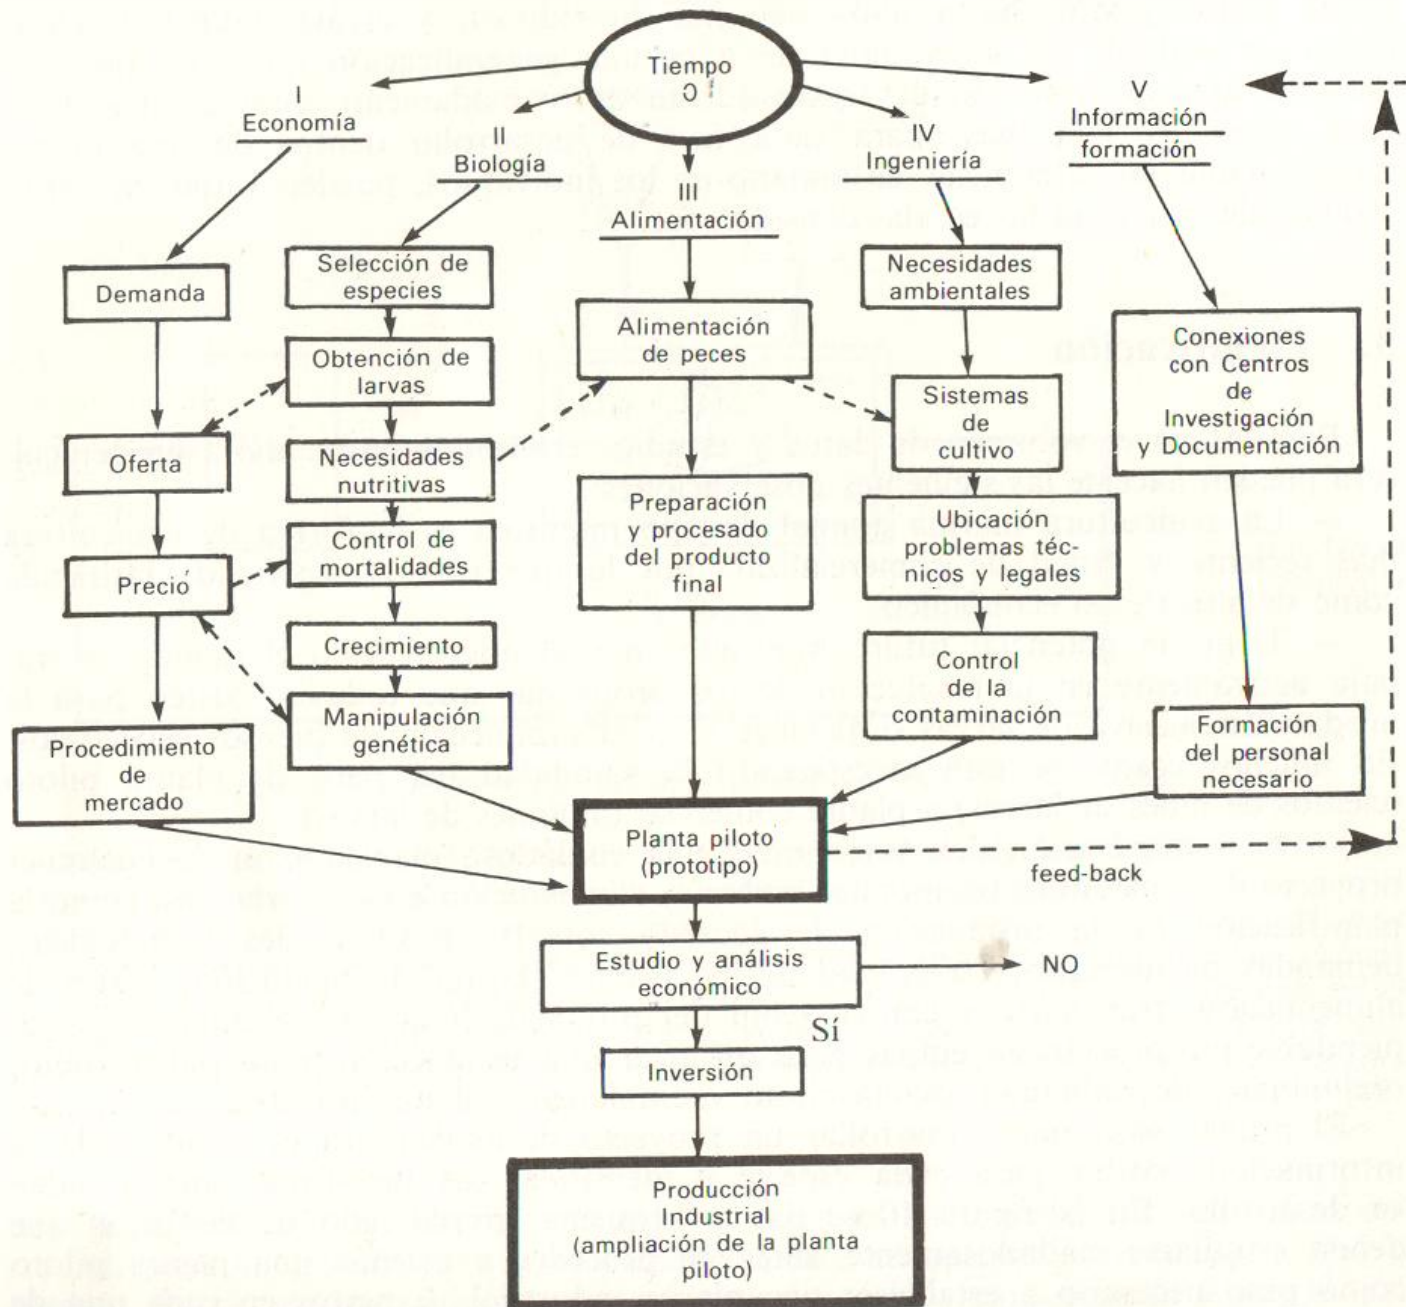 Tiempo
I
Economía
II
Biología
III
Alimentación
IV
Ingeniería
V
Información
formación
Demanda
Oferta
Precio
Procedimiento
de
mercado
Selección de
especies
Obtención de
larvas
Necesidades
nutritivas
Control de
mortalidades
Crecimiento
Manipulación
genética
Alimentación
de peces
Preparación
y procesado
del producto
final
Necesidades
ambientales
Sistemas
de
cultivo
Ubicación
problemas téc-
nicos y legales
Control
de la
contaminación
Conexiones
con Centros
de
Investigación
y Documentación
Formación
del personal
necesario
Planta piloto
(prototipo)
feed-back
Estudio y análisis
económico
NO
Sí
Inversión
Producción
Industrial
(ampliación de la planta
piloto)